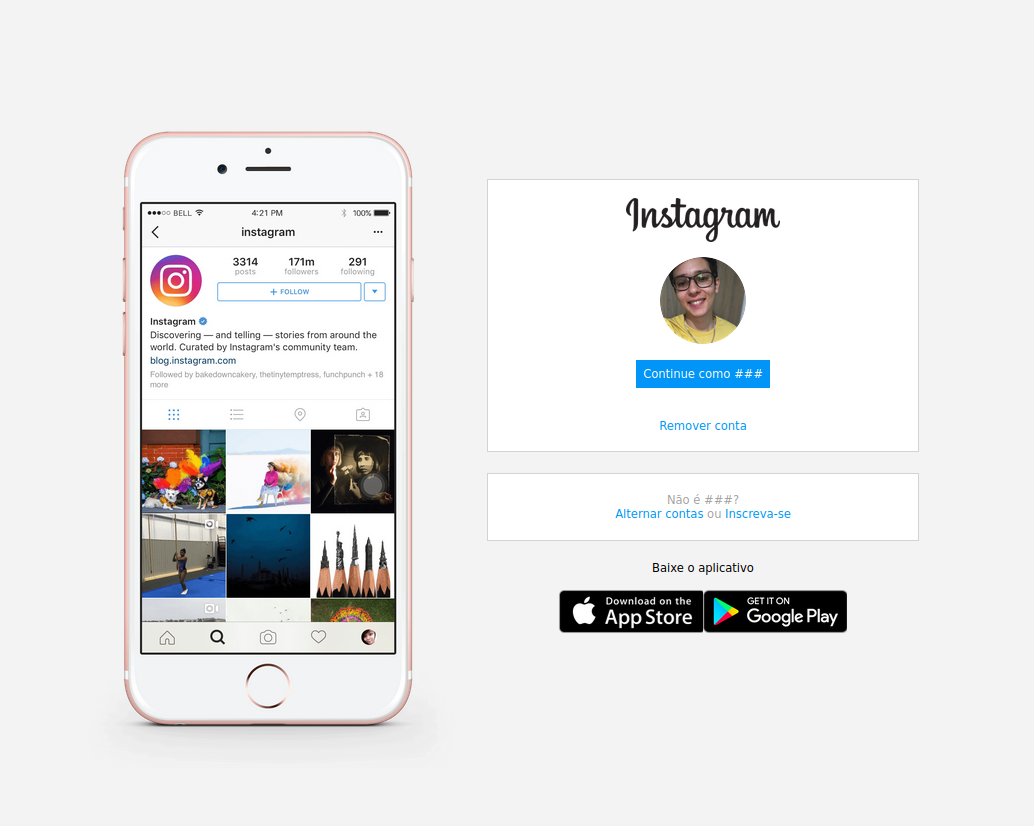 BELL
4:21 PM
100%
instagram
3314
posts
171m
followers
291
following
+ FOLLOW
Instagram
Discovering — and telling — stories from around the
world. Curated by Instagram's community team.
blog.instagram.com
Followed by bakedowncakery, thetinytemptress, funchpunch + 18
more
Instagram
Continue como ###
Remover conta
Não é ###?
Alternar contas ou Inscreva-se
Baixe o aplicativo
Download on the
App Store
GET IT ON
Google Play